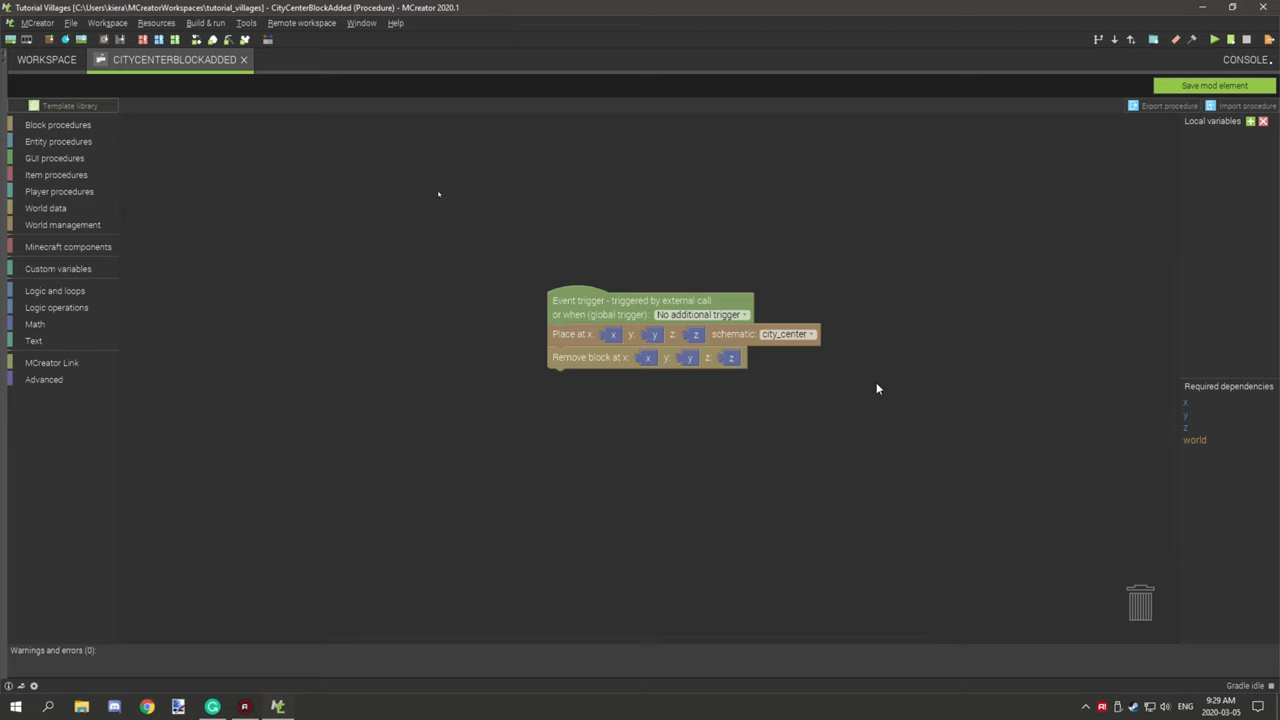 Tutorial Villages [C:\Users\kiera\MCreatorWorkspaces\tutorial_villages] - CityCenterBlockAdded (Procedure) - MCreator 2020.1
MCreator File Workspace Resources Build & run Tools Remote workspace Window Help
WORKSPACE CITYCENTERBLOCKADDED CONSOLE
Save mod element
Template library Export procedure Import procedure
Block procedures
Local variables
Entity procedures
GUI procedures
Item procedures
Player procedures
World data
World management
Minecraft components
Custom variables
Logic and loops
Logic operations
Math
Text
MCreator Link
Advanced
Event trigger - triggered by external call
or when (global trigger): No additional trigger
Place at x: x y: y z: z schematic: city_center
Remove block at x: x y: y z: z
Required dependencies
x
y
z
world
Warnings and errors (0):
Gradle idle
ENG
9:29 AM
2020-03-05